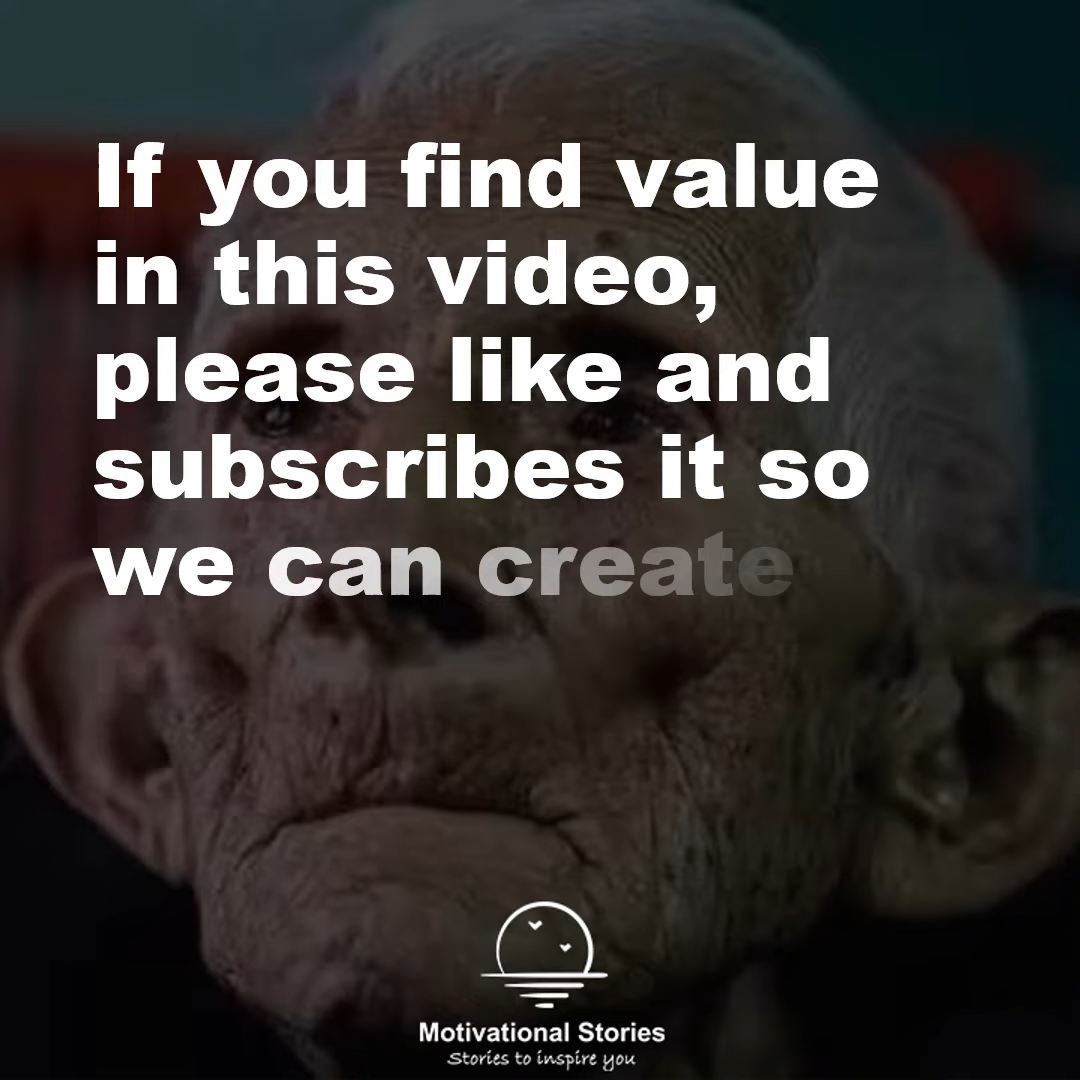 If you find value
in this video,
please like and
subscribes it so
we can create
Motivational Stories
Stories to inspire you